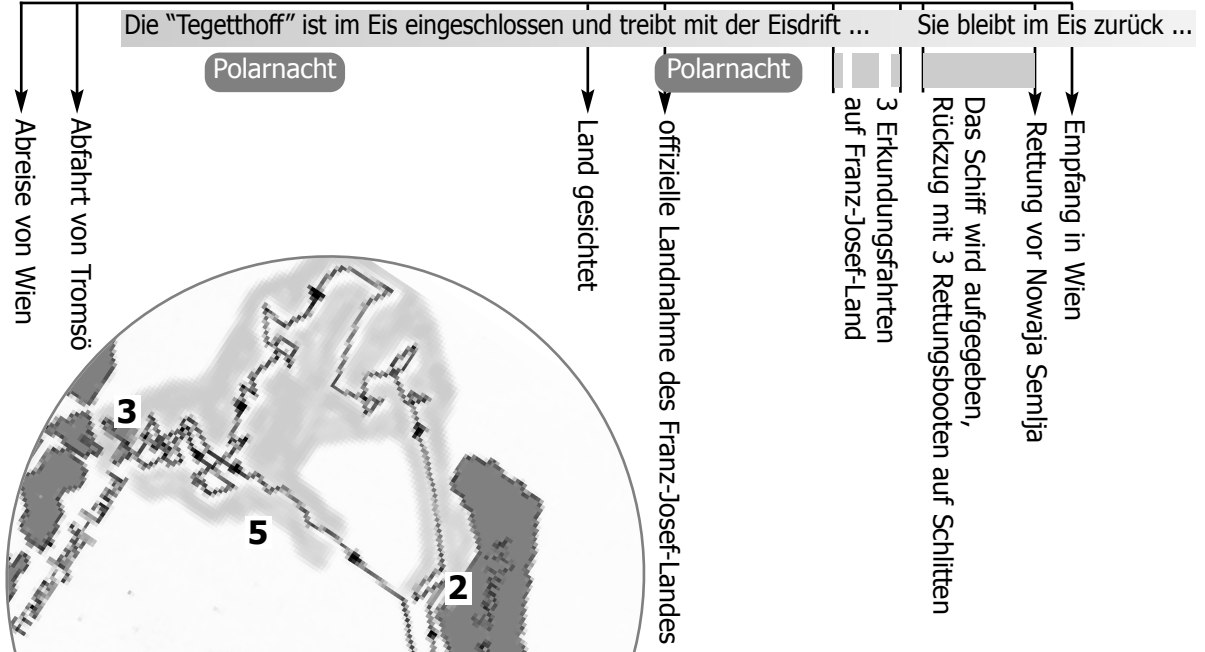 Die “Tegetthoff” ist im Eis eingeschlossen und treibt mit der Eisdrift ...
Sie bleibt im Eis zurück ...
Polarnacht
Polarnacht
Abreise von Wien
Abfahrt von Tromsö
Land gesichtet
offizielle Landnahme des Franz-Josef-Landes
3 Erkundungsfahrten
auf Franz-Josef-Land
Das Schiff wird aufgegeben,
Rückzug mit 3 Rettungsbooten auf Schlitten
Rettung vor Nowaja Semlja
Empfang in Wien
3
5
2